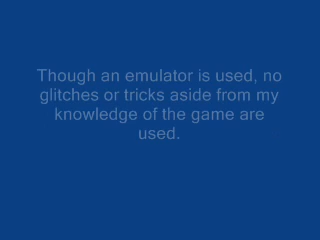 Though an emulator is used, no
glitches or tricks aside from my
knowledge of the game are
used.